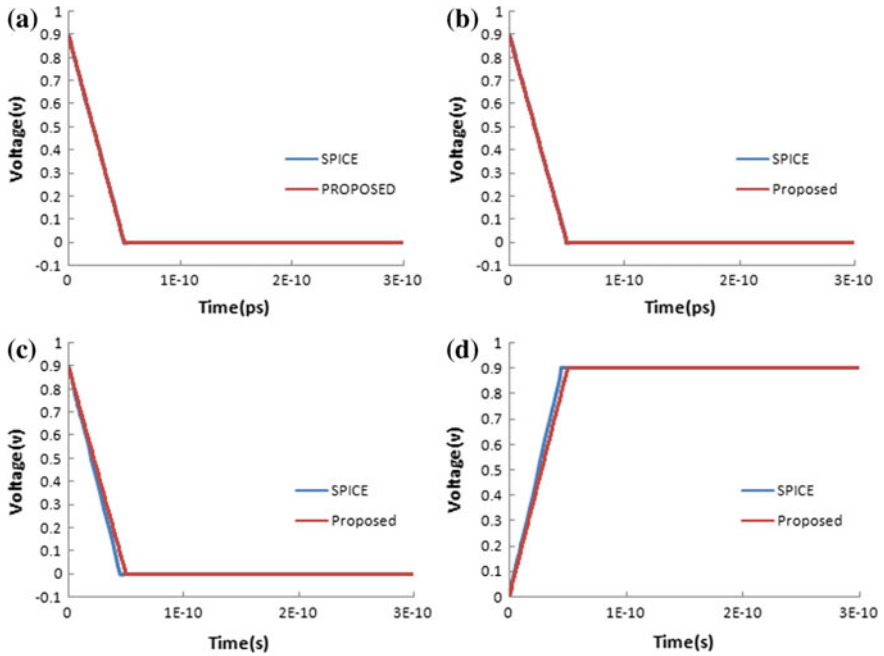 (a)
1
0.9
0.8
0.7
0.6
0.5
0.4
0.3
0.2
0.1
0
-0.1
Voltage(v)
SPICE
PROPOSED
0
1E-10
2E-10
3E-10
Time(ps)
(b)
1
0.9
0.8
0.7
0.6
0.5
0.4
0.3
0.2
0.1
0
-0.1
Voltage(v)
SPICE
Proposed
0
1E-10
2E-10
3E-10
Time(ps)
(c)
1
0.9
0.8
0.7
0.6
0.5
0.4
0.3
0.2
0.1
0
-0.1
Voltage(v)
SPICE
Proposed
0
1E-10
2E-10
3E-10
Time(s)
(d)
1
0.9
0.8
0.7
0.6
0.5
0.4
0.3
0.2
0.1
0
Voltage(v)
SPICE
Proposed
0
1E-10
2E-10
3E-10
Time(s)